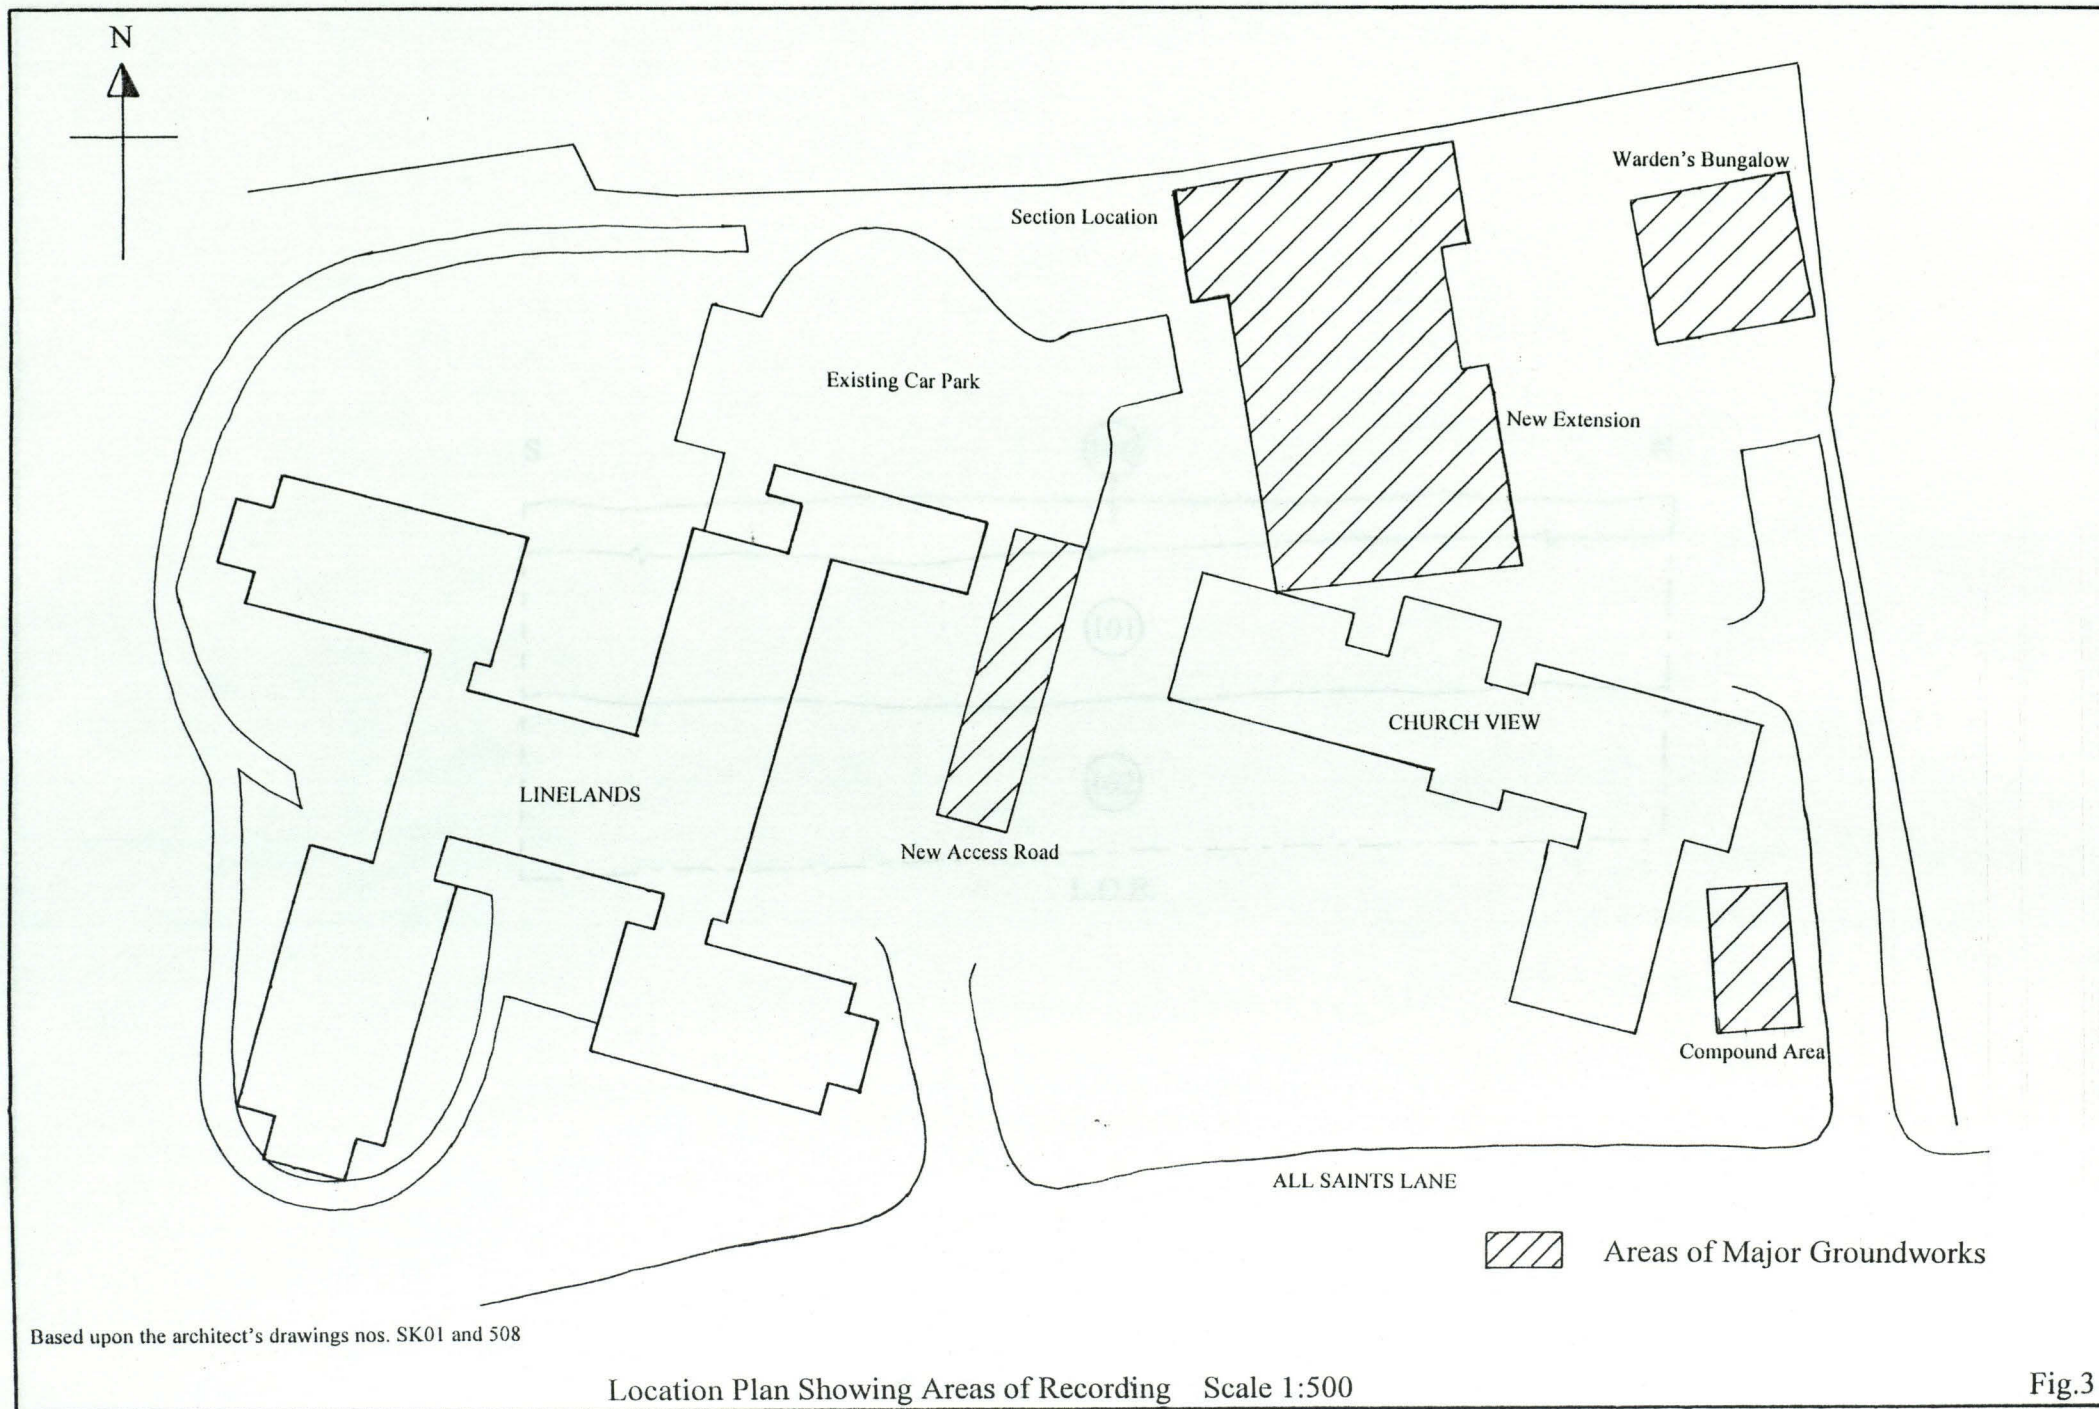 N
Warden's Bungalow
Section Location
Existing Car Park
New Extension
CHURCH VIEW
LINELANDS
New Access Road
Compound Area
ALL SAINTS LANE
Areas of Major Groundworks
Based upon the architect's drawings nos. SK01 and 508
Location Plan Showing Areas of Recording Scale 1:500
Fig.3
S
101
L.O.E.